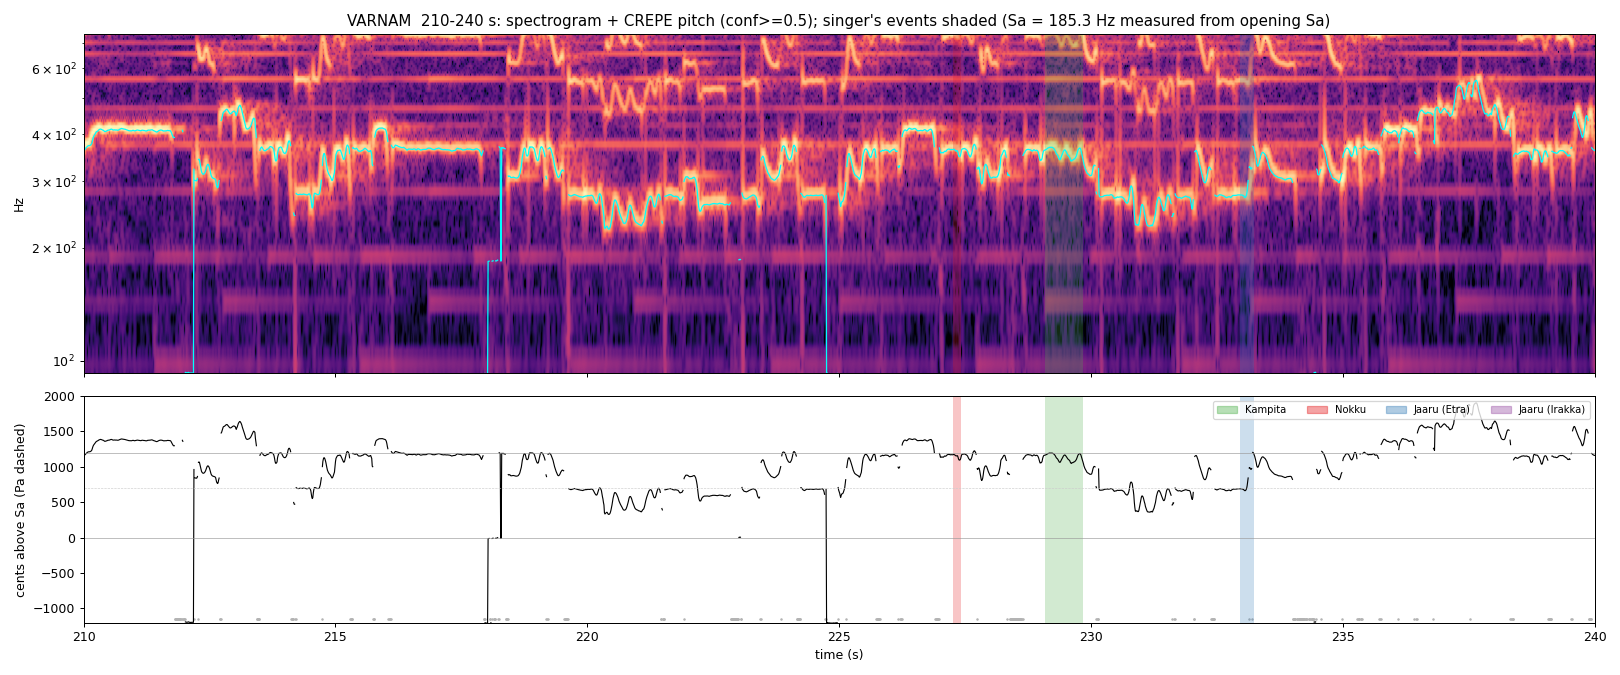 VARNAM  210-240 s: spectrogram + CREPE pitch (conf>=0.5); singer's events shaded (Sa = 185.3 Hz measured from opening Sa)
6 × 10²
4 × 10²
3 × 10²
2 × 10²
10²
Hz
2000
1500
1000
500
0
−500
−1000
cents above Sa (Pa dashed)
Kampita
Nokku
Jaaru (Etra)
Jaaru (Irakka)
210
215
220
225
230
235
240
time (s)